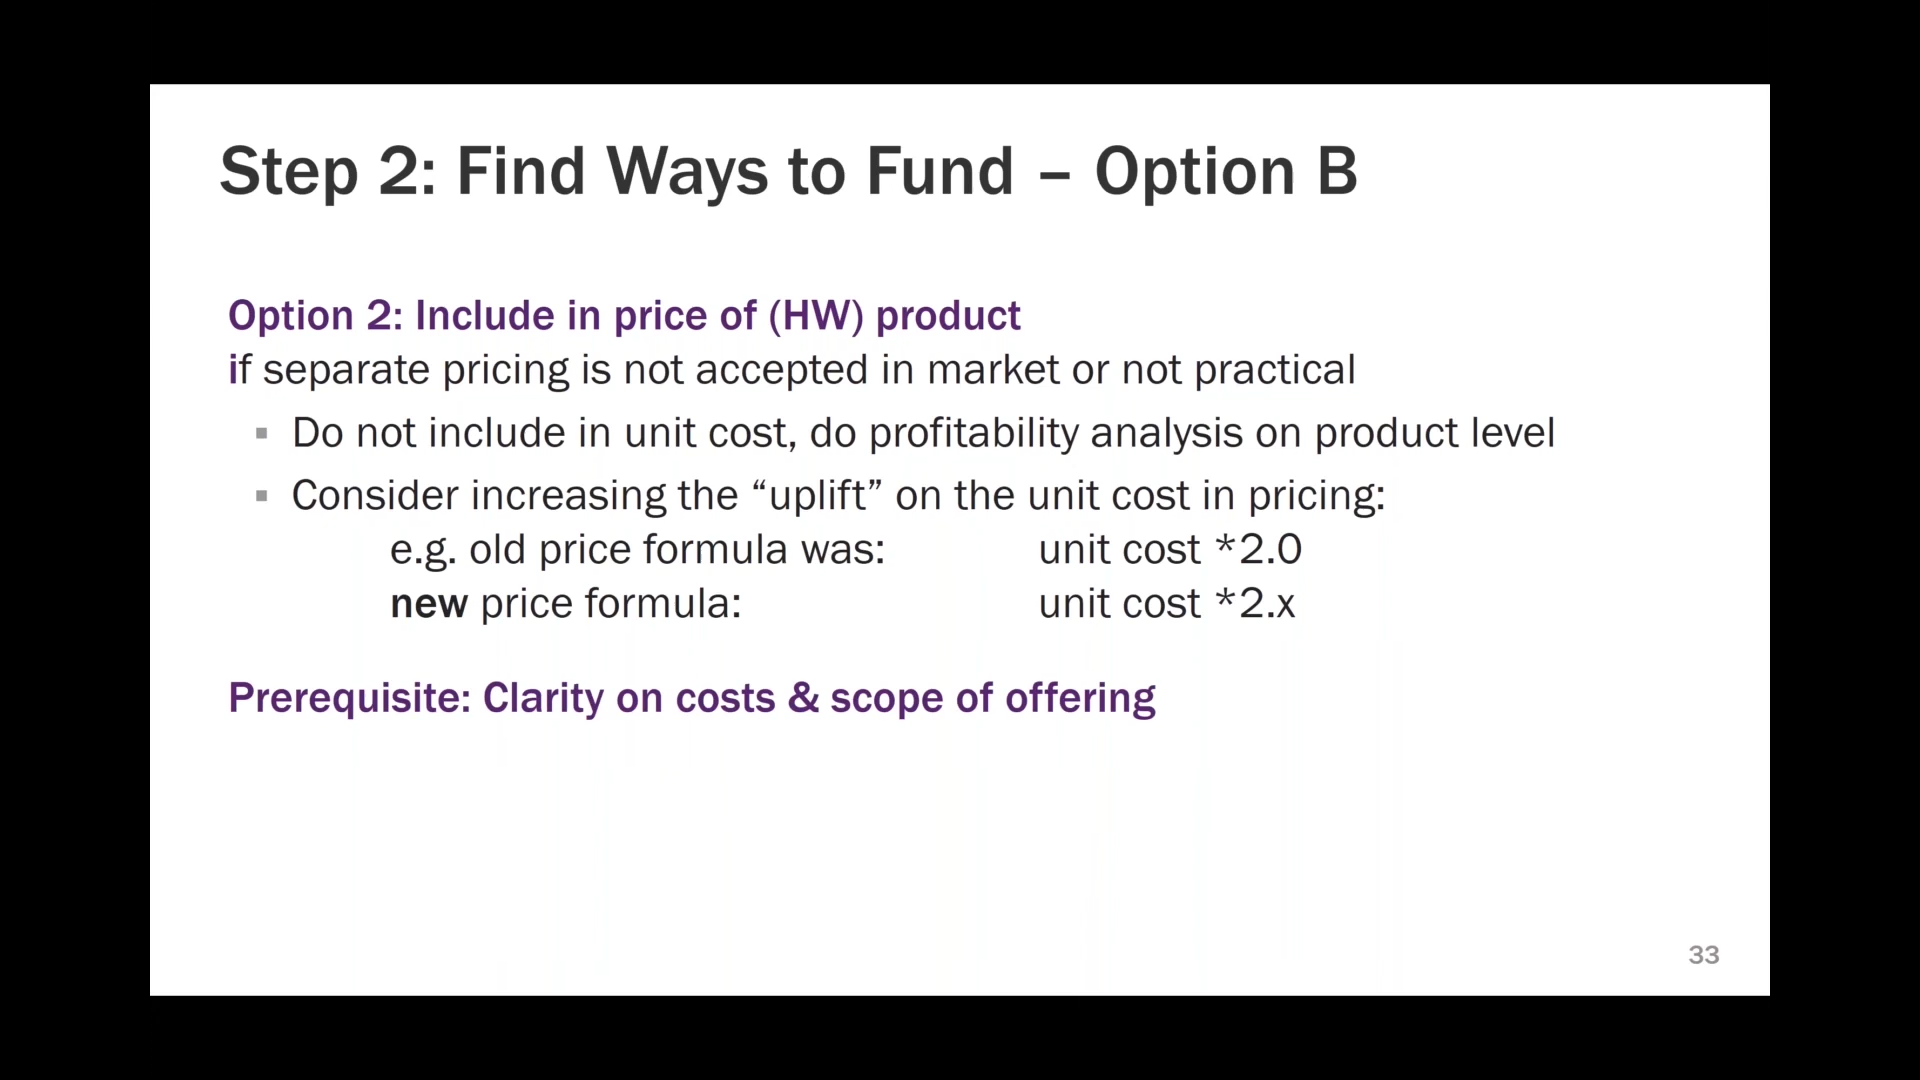 Step 2: Find Ways to Fund – Option B
Option 2: Include in price of (HW) product
if separate pricing is not accepted in market or not practical
▪ Do not include in unit cost, do profitability analysis on product level
▪ Consider increasing the “uplift” on the unit cost in pricing:
e.g. old price formula was: unit cost *2.0
new price formula: unit cost *2.x
Prerequisite: Clarity on costs & scope of offering
33